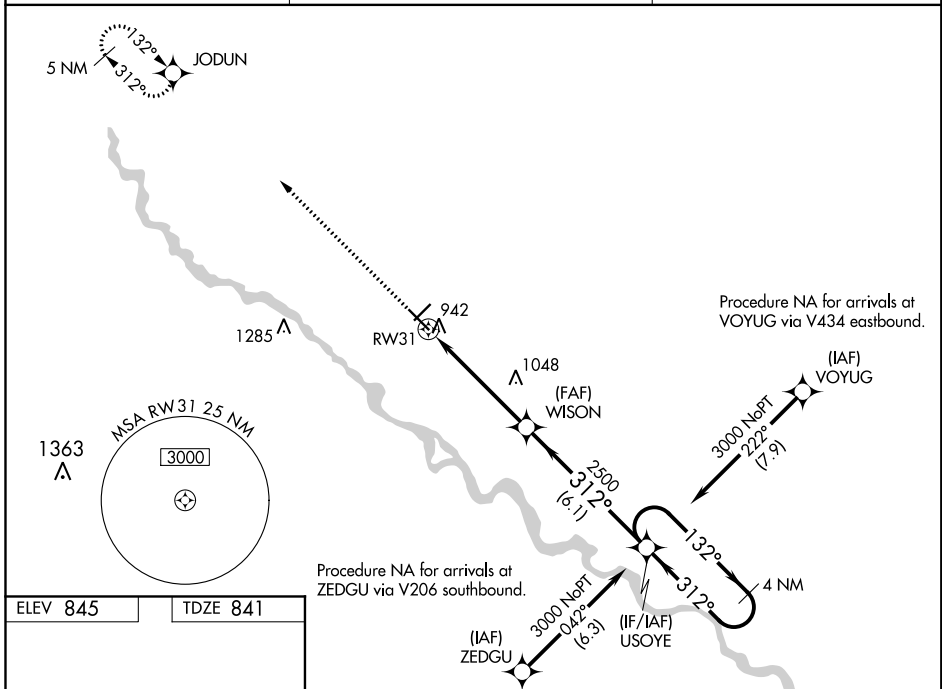 132°
JODUN
5 NM
312°
942
RW31
1285
1048
(FAF)
WISON
Procedure NA for arrivals at
VOYUG via V434 eastbound.
(IAF)
VOYUG
3000 NoPT
222°
(7.9)
MSA RW31 25 NM
3000
1363
2500
312°
(6.1)
132°
312°
4 NM
Procedure NA for arrivals at
ZEDGU via V206 southbound.
3000 NoPT
042°
(6.3)
(IF/IAF)
USOYE
(IAF)
ZEDGU
ELEV 845
TDZE 841